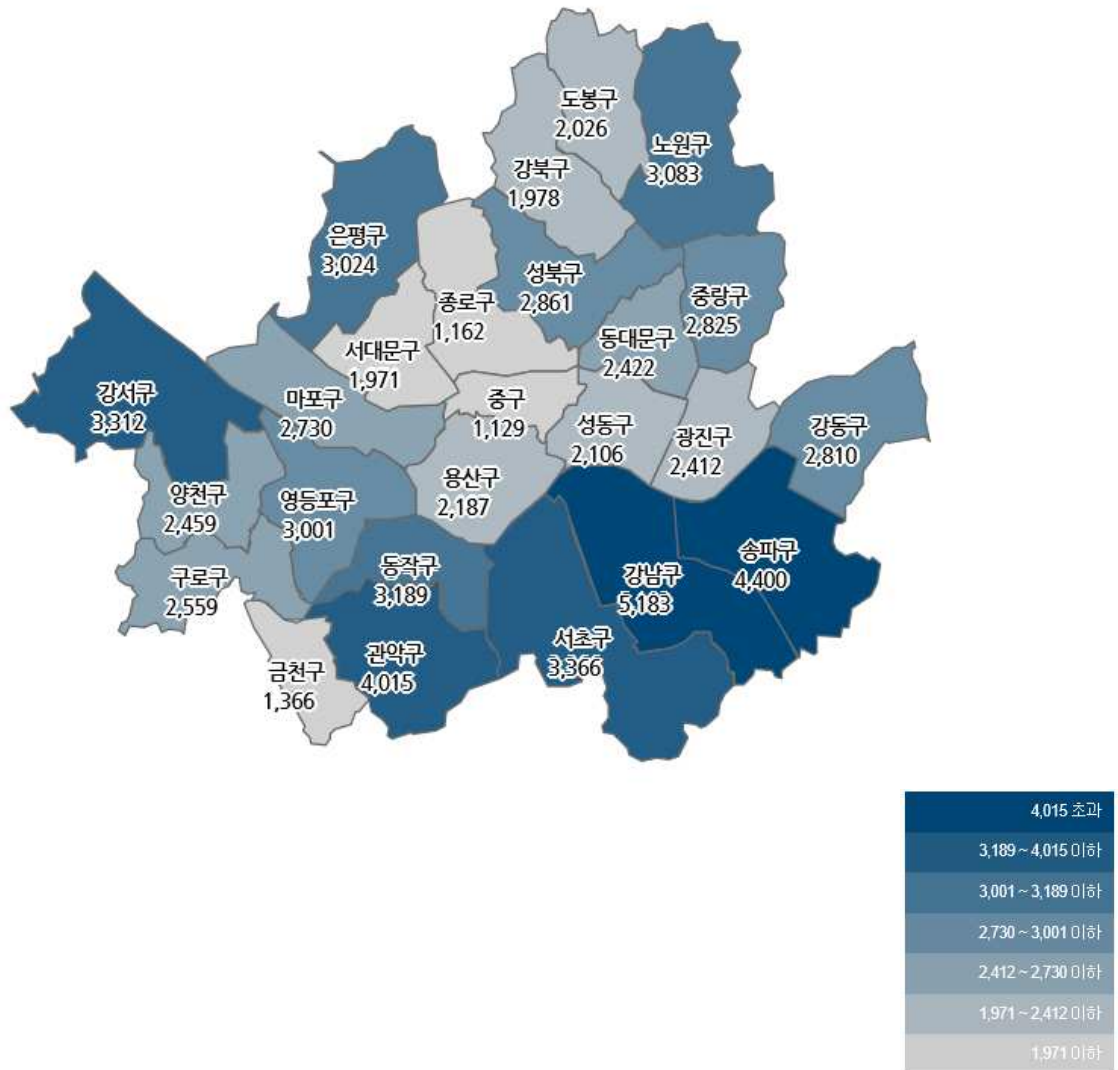 도봉구
2,026
노원구
3,083
강북구
1,978
은평구
3,024
성북구
2,861
중랑구
2,825
종로구
1,162
동대문구
2,422
서대문구
1,971
강서구
3,312
마포구
2,730
중구
1,129
성동구
2,106
광진구
2,412
강동구
2,810
용산구
2,187
양천구
2,459
영등포구
3,001
송파구
4,400
강남구
5,183
동작구
3,189
구로구
2,559
서초구
3,366
관악구
4,015
금천구
1,366
4,015 초과
3,189 ~ 4,015 이하
3,001 ~ 3,189 이하
2,730 ~ 3,001 이하
2,412 ~ 2,730 이하
1,971 ~ 2,412 이하
1,971 이하